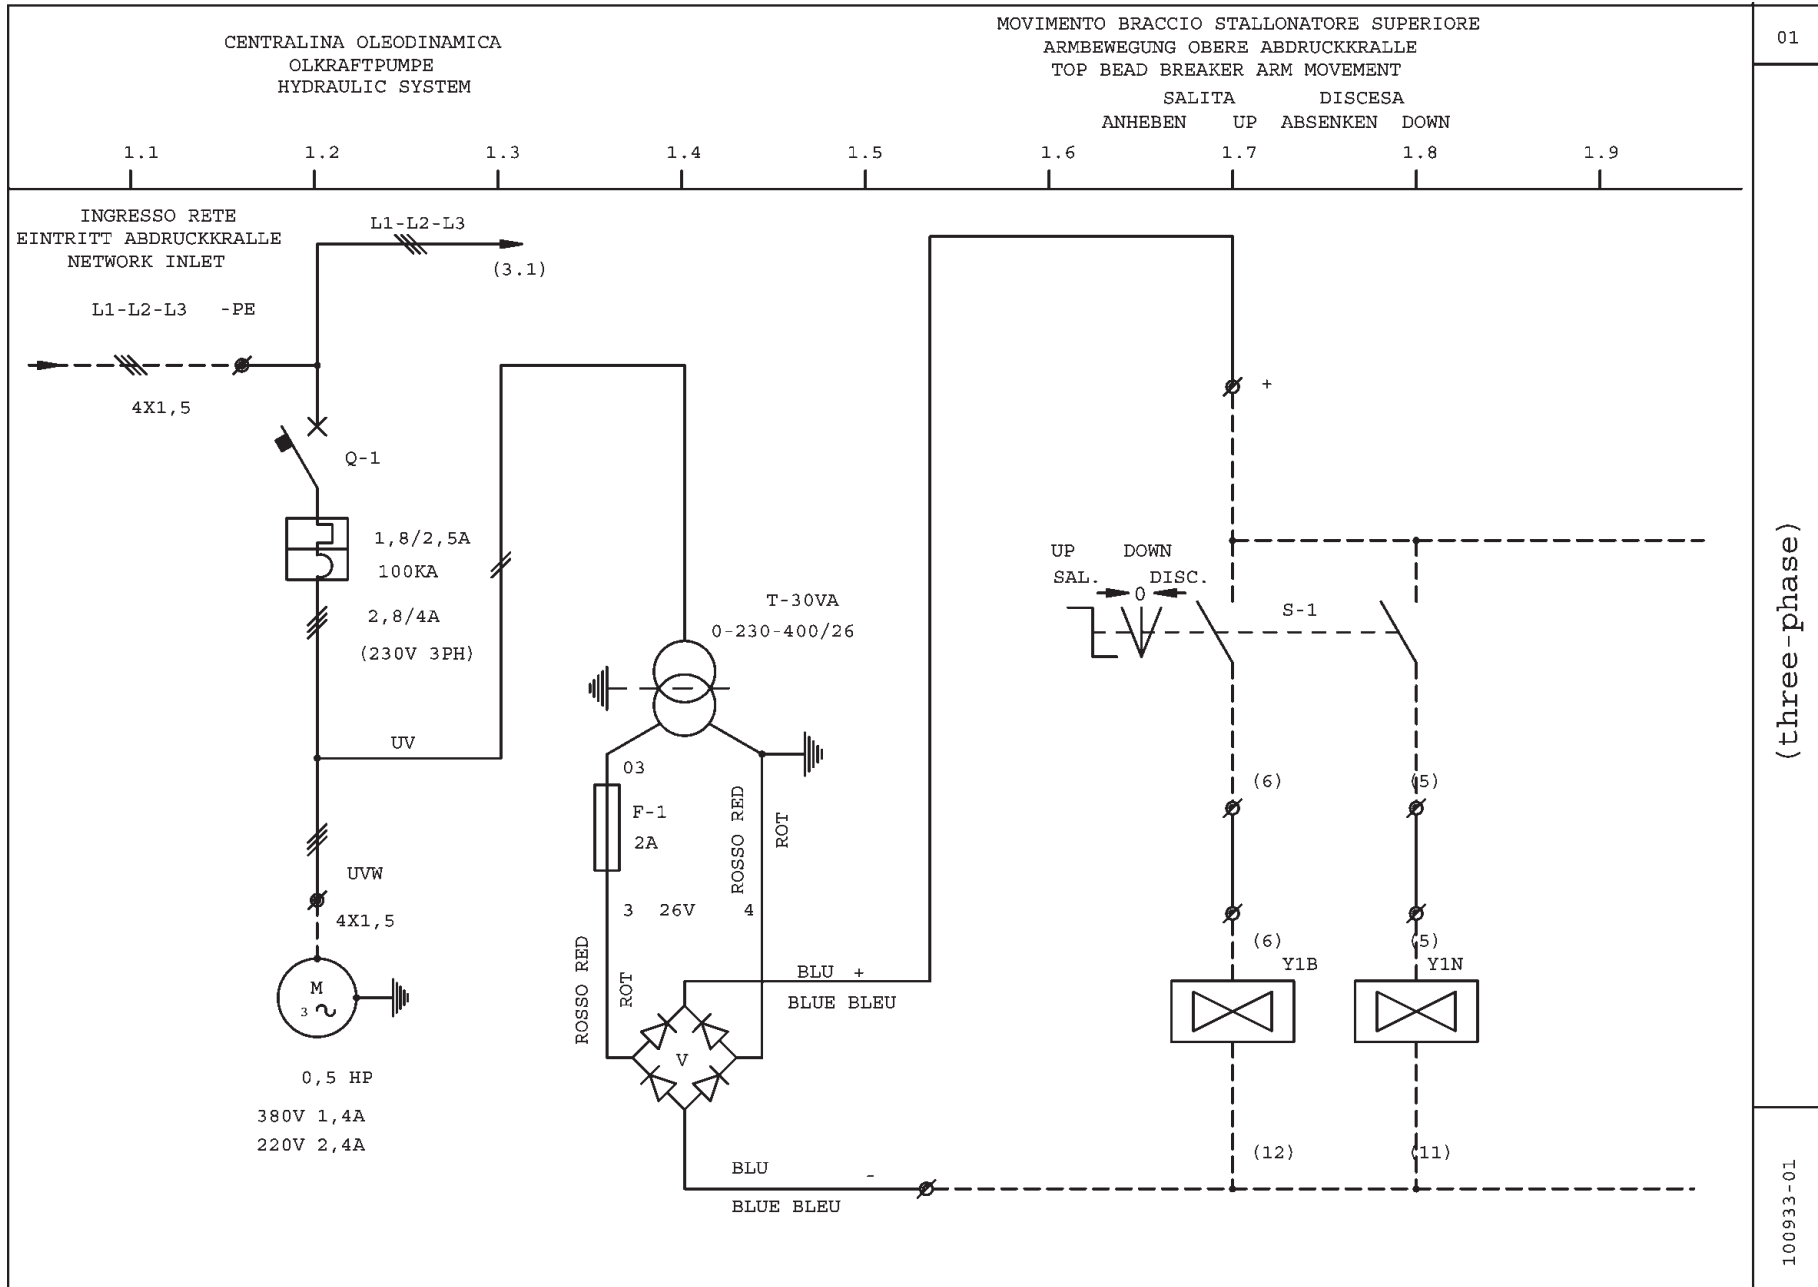 CENTRALINA OLEODINAMICA
OLKRAFTPUMPE
HYDRAULIC SYSTEM
MOVIMENTO BRACCIO STALLONATORE SUPERIORE
ARMBEWEGUNG OBERE ABDRUCKKRALLE
TOP BEAD BREAKER ARM MOVEMENT
SALITA DISCESA
ANHEBEN UP ABSENKEN DOWN
01
1.1 1.2 1.3 1.4 1.5 1.6 1.7 1.8 1.9
INGRESSO RETE
EINTRITT ABDRUCKKRALLE
NETWORK INLET
L1-L2-L3
(3.1)
L1-L2-L3 -PE
4X1,5
Q-1
1,8/2,5A
100KA
2,8/4A
(230V 3PH)
UV
UVW
4X1,5
M
3
0,5 HP
380V 1,4A
220V 2,4A
T-30VA
0-230-400/26
03
F-1
2A
ROSSO RED
ROT
3 26V 4
ROSSO RED
ROT
BLU +
BLUE BLEU
V
BLU -
BLUE BLEU
+
UP DOWN
SAL. DISC.
0
S-1
(6) (5)
(6) (5)
Y1B Y1N
(12) (11)
(three-phase)
100933-01